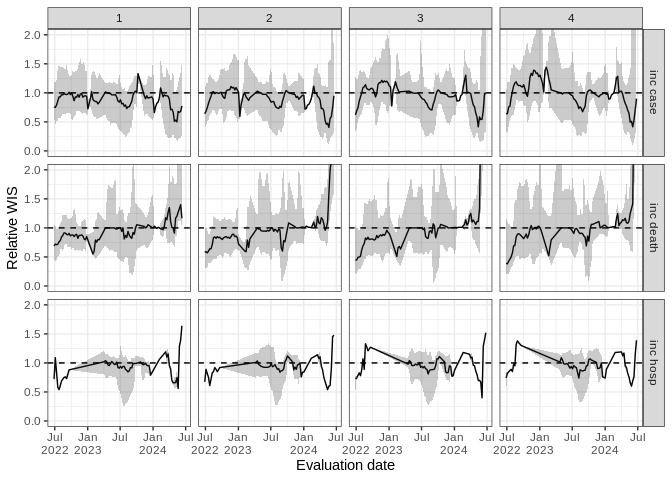 1 2 3 4
2.0
1.5
1.0
0.5
0.0
inc case
2.0
1.5
1.0
0.5
0.0
inc death
2.0
1.5
1.0
0.5
0.0
inc hosp
Relative WIS
Jul Jan Jul Jan Jul Jul Jan Jul Jan Jul Jul Jan Jul Jan Jul Jul Jan Jul Jan Jul
2022 2023 2024 2022 2023 2024 2022 2023 2024 2022 2023 2024
Evaluation date